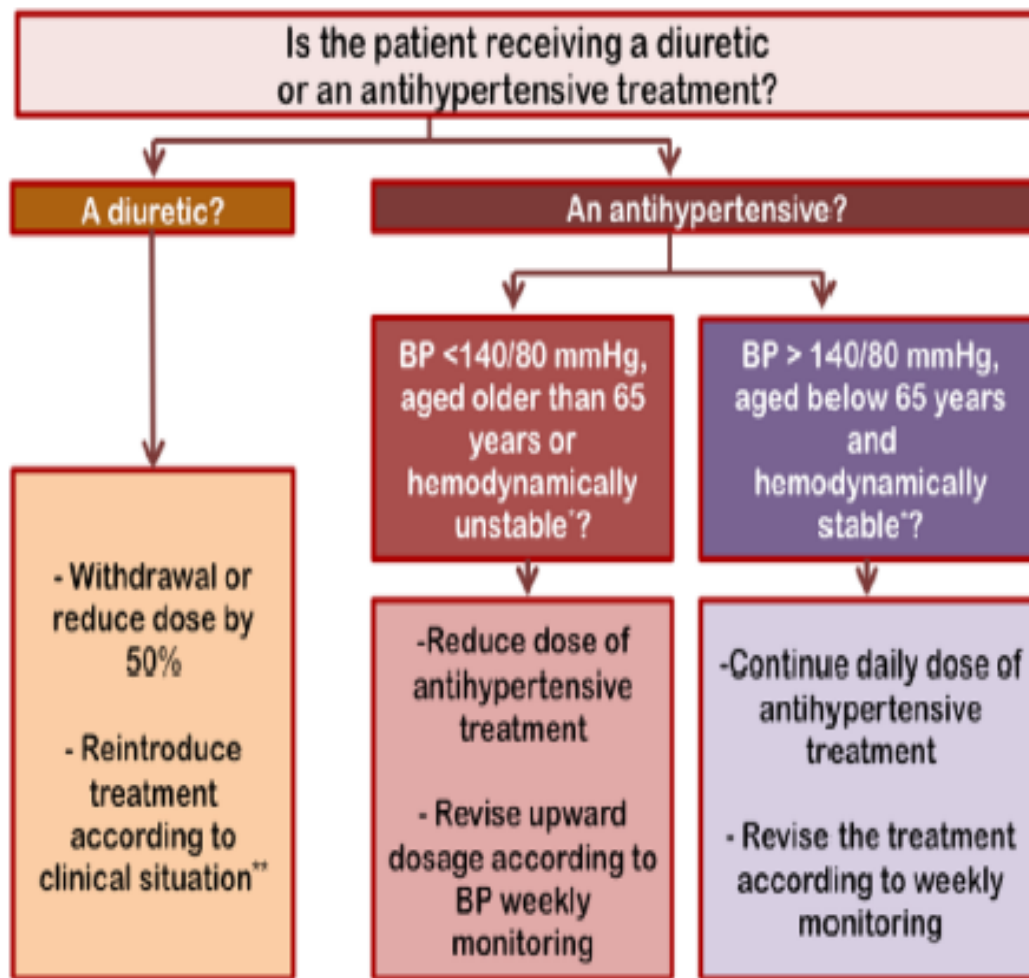 Is the patient receiving a diuretic
or an antihypertensive treatment?
A diuretic?
An antihypertensive?
BP <140/80 mmHg,
aged older than 65
years or
hemodynamically
unstable*?
BP > 140/80 mmHg,
aged below 65 years
and
hemodynamically
stable*?
- Withdrawal or
reduce dose by
50%
- Reintroduce
treatment
according to
clinical situation**
-Reduce dose of
antihypertensive
treatment
- Revise upward
dosage according to
BP weekly
monitoring
-Continue daily dose of
antihypertensive
treatment
- Revise the treatment
according to weekly
monitoring